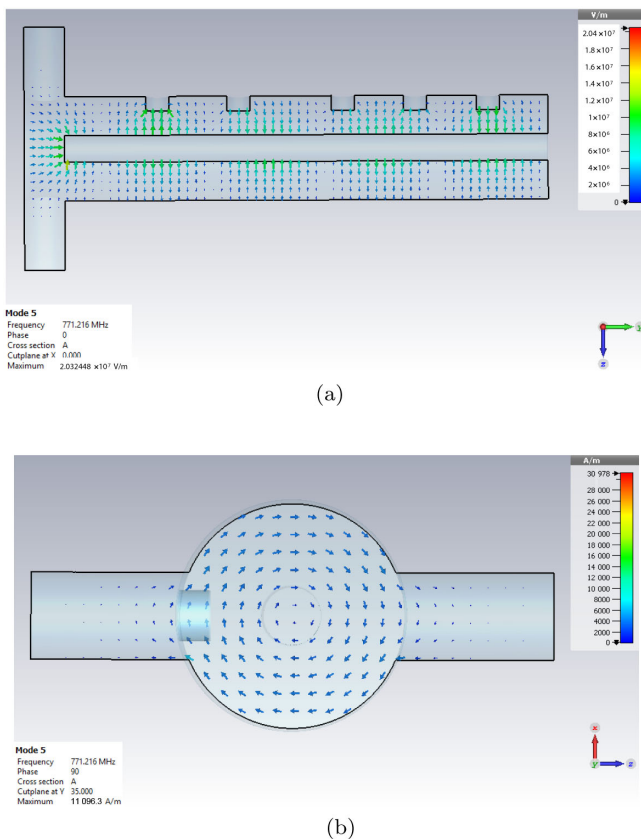 V/m
2.04×10⁷
1.8×10⁷
1.6×10⁷
1.4×10⁷
1.2×10⁷
1×10⁷
8×10⁶
6×10⁶
4×10⁶
2×10⁶
0
Mode 5
Frequency 771.216 MHz
Phase 0
Cross section A
Cutplane at X 0.000
Maximum 2.032448 ×10⁷ V/m
y
z
(a)
A/m
30 978
28 000
26 000
24 000
22 000
20 000
18 000
16 000
14 000
12 000
10 000
8000
6000
4000
2000
0
Mode 5
Frequency 771.216 MHz
Phase 90
Cross section A
Cutplane at Y 35.000
Maximum 11 096.3 A/m
x
y
z
(b)